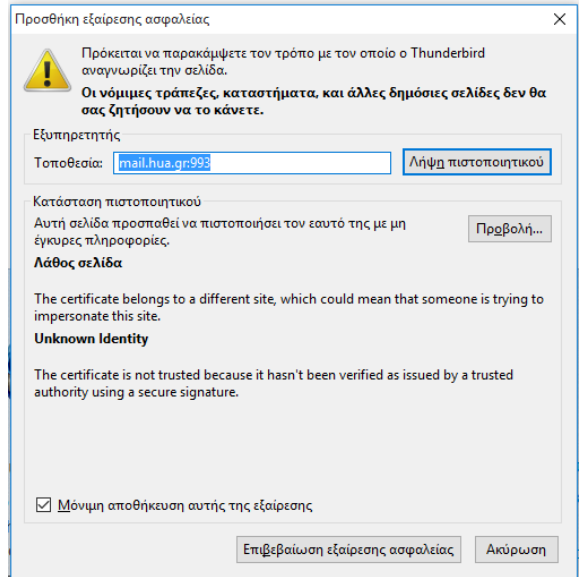 Προσθήκη εξαίρεσης ασφαλείας
Πρόκειται να παρακάμψετε τον τρόπο με τον οποίο ο Thunderbird
αναγνωρίζει την σελίδα.
Οι νόμιμες τράπεζες, καταστήματα, και άλλες δημόσιες σελίδες δεν θα
σας ζητήσουν να το κάνετε.
Εξυπηρετητής
Τοποθεσία: mail.hua.gr:993 Λήψη πιστοποιητικού
Κατάσταση πιστοποιητικού
Αυτή σελίδα προσπαθεί να πιστοποιήσει τον εαυτό της με μη
έγκυρες πληροφορίες.
Προβολή...
Λάθος σελίδα
The certificate belongs to a different site, which could mean that someone is trying to
impersonate this site.
Unknown Identity
The certificate is not trusted because it hasn't been verified as issued by a trusted
authority using a secure signature.
Μόνιμη αποθήκευση αυτής της εξαίρεσης
Επιβεβαίωση εξαίρεσης ασφαλείας Ακύρωση